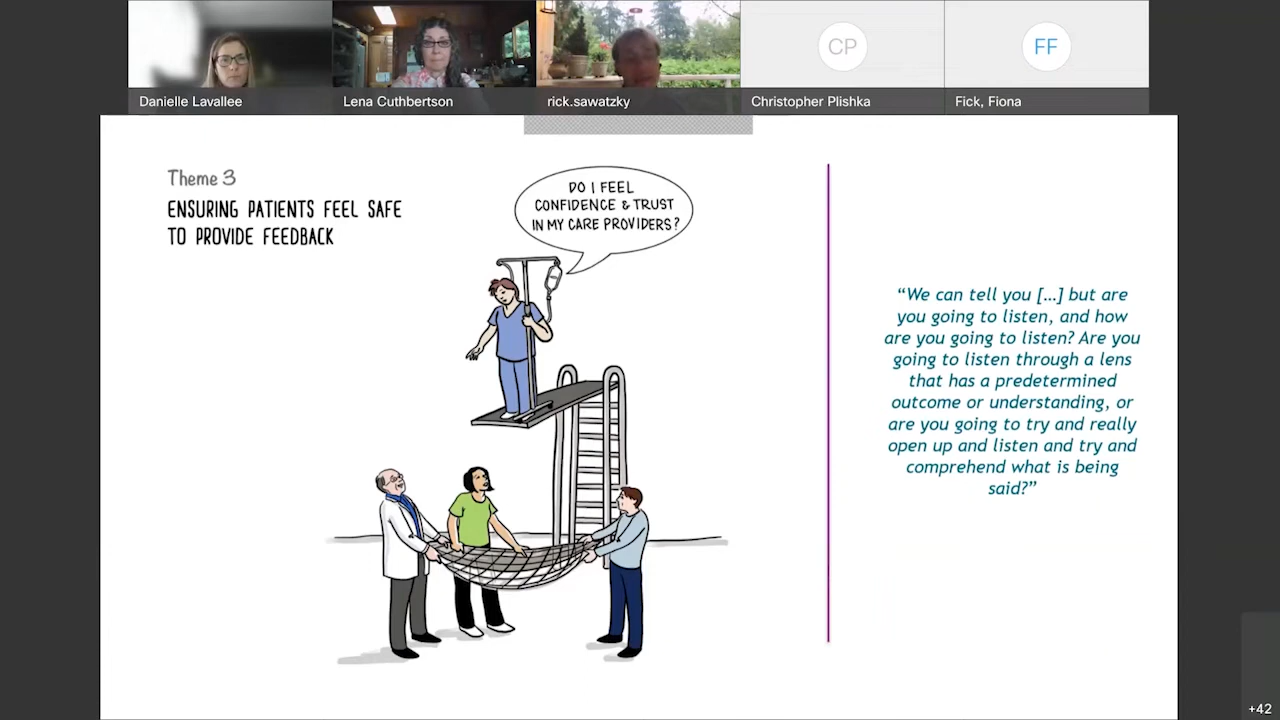 Danielle Lavallee
Lena Cuthbertson
rick.sawatzky
CP
Christopher Plishka
FF
Fick, Fiona
Theme 3
ENSURING PATIENTS FEEL SAFE
TO PROVIDE FEEDBACK
DO I FEEL
CONFIDENCE & TRUST
IN MY CARE PROVIDERS?
“We can tell you […] but are
you going to listen, and how
are you going to listen? Are you
going to listen through a lens
that has a predetermined
outcome or understanding, or
are you going to try and really
open up and listen and try and
comprehend what is being
said?”
+42